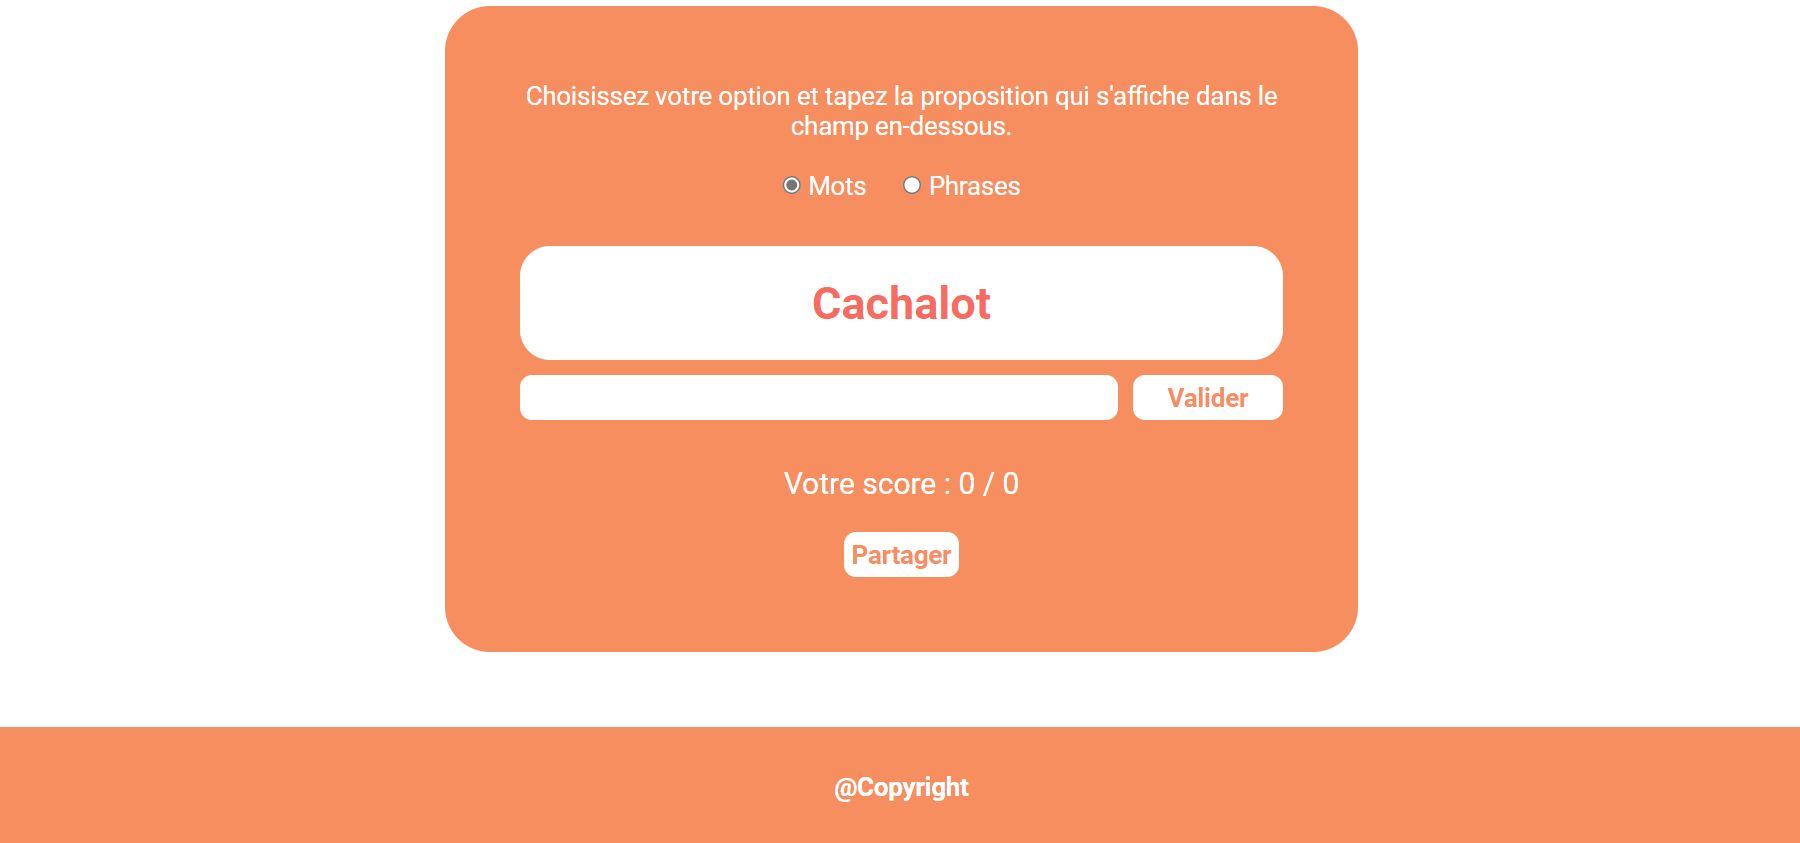 Choisissez votre option et tapez la proposition qui s'affiche dans le
champ en-dessous.
Mots Phrases
Cachalot
Valider
Votre score : 0 / 0
Partager
@Copyright